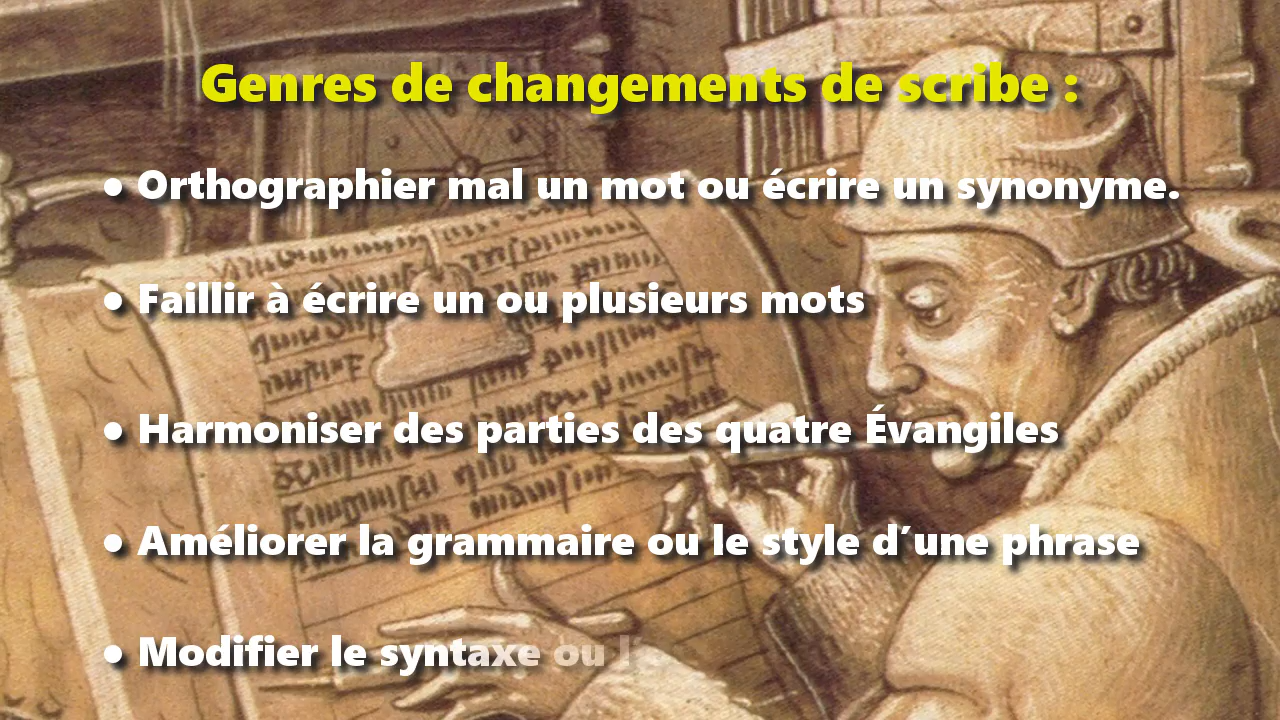 Genres de changements de scribe :
● Orthographier mal un mot ou écrire un synonyme.
● Faillir à écrire un ou plusieurs mots
● Harmoniser des parties des quatre Évangiles
● Améliorer la grammaire ou le style d´une phrase
● Modifier le syntaxe ou l´